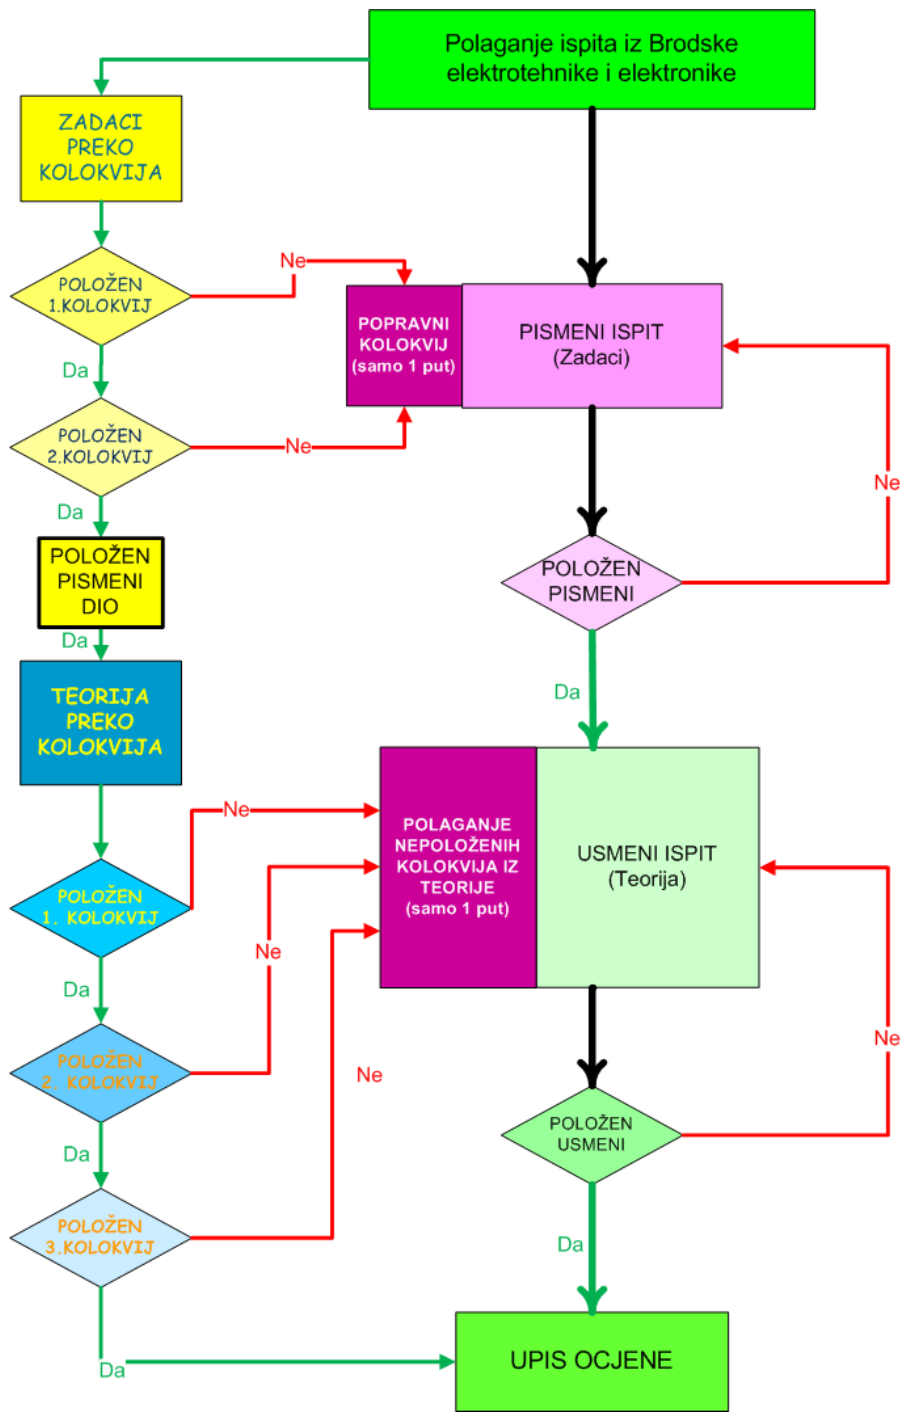 Polaganje ispita iz Brodske
elektrotehnike i elektronike
ZADACI
PREKO
KOLOKVIJA
POLOŽEN
1.KOLOKVIJ
Ne
Da
POPRAVNI
KOLOKVIJ
(samo 1 put)
PISMENI ISPIT
(Zadaci)
POLOŽEN
2.KOLOKVIJ
Ne
Da
Ne
POLOŽEN
PISMENI
DIO
Da
POLOŽEN
PISMENI
Da
TEORIJA
PREKO
KOLOKVIJA
Ne
POLAGANJE
NEPOLOŽENIH
KOLOKVIJA IZ
TEORIJE
(samo 1 put)
USMENI ISPIT
(Teorija)
POLOŽEN
1. KOLOKVIJ
Ne
Da
Ne
POLOŽEN
2. KOLOKVIJ
Ne
Da
POLOŽEN
USMENI
POLOŽEN
3.KOLOKVIJ
Da
Da
UPIS OCJENE